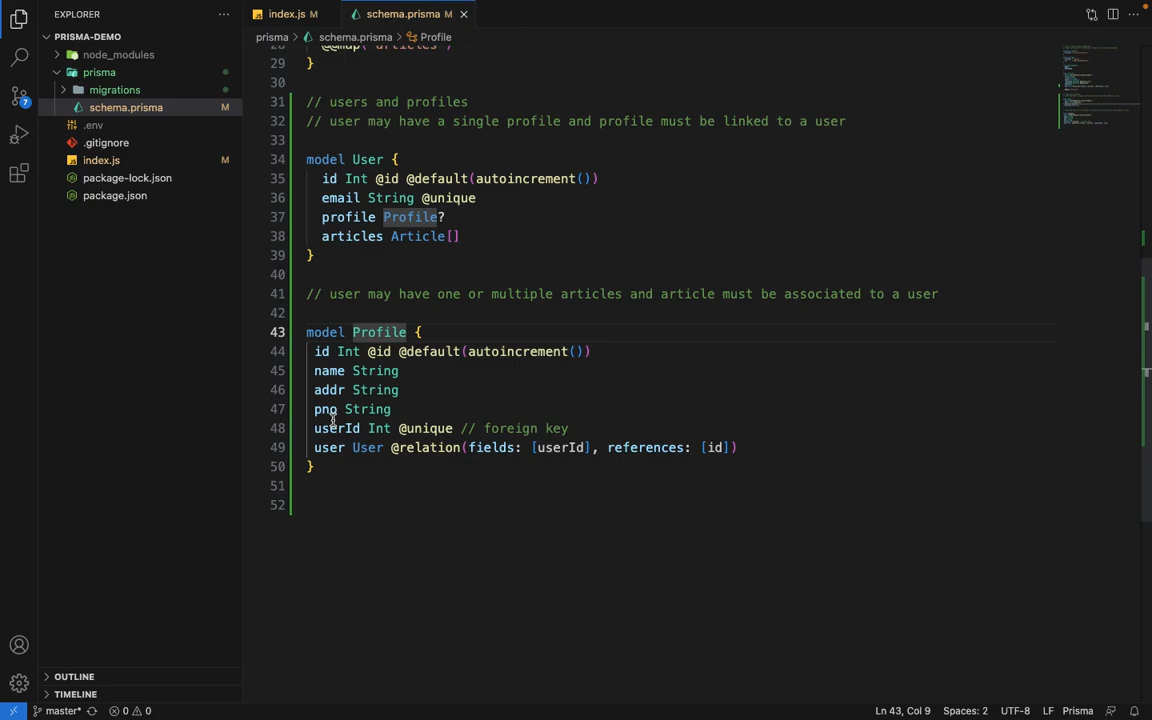 EXPLORER
index.js M
schema.prisma M
PRISMA-DEMO
prisma > schema.prisma > Profile
node_modules
prisma
migrations
schema.prisma M
.env
.gitignore
index.js M
package-lock.json
package.json
28 @@map("articles")
29 }
30
31 // users and profiles
32 // user may have a single profile and profile must be linked to a user
33
34 model User {
35 id Int @id @default(autoincrement())
36 email String @unique
37 profile Profile?
38 articles Article[]
39 }
40
41 // user may have one or multiple articles and article must be associated to a user
42
43 model Profile {
44 id Int @id @default(autoincrement())
45 name String
46 addr String
47 pno String
48 userId Int @unique // foreign key
49 user User @relation(fields: [userId], references: [id])
50 }
51
52
7
OUTLINE
TIMELINE
master* 0 0
Ln 43, Col 9 Spaces: 2 UTF-8 LF Prisma